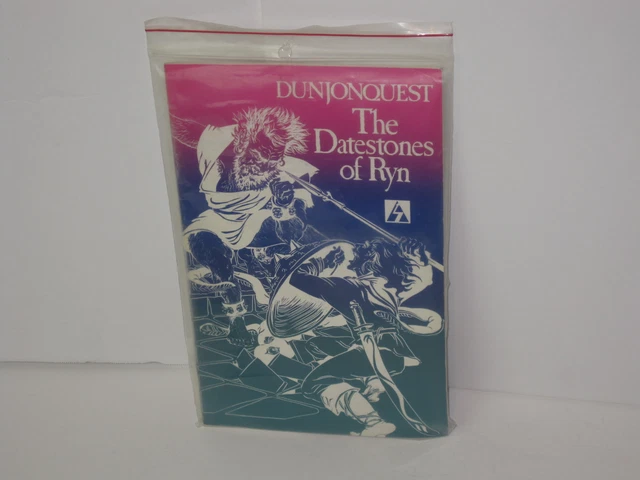 DUNJONQUEST
The
Datestones
of Ryn